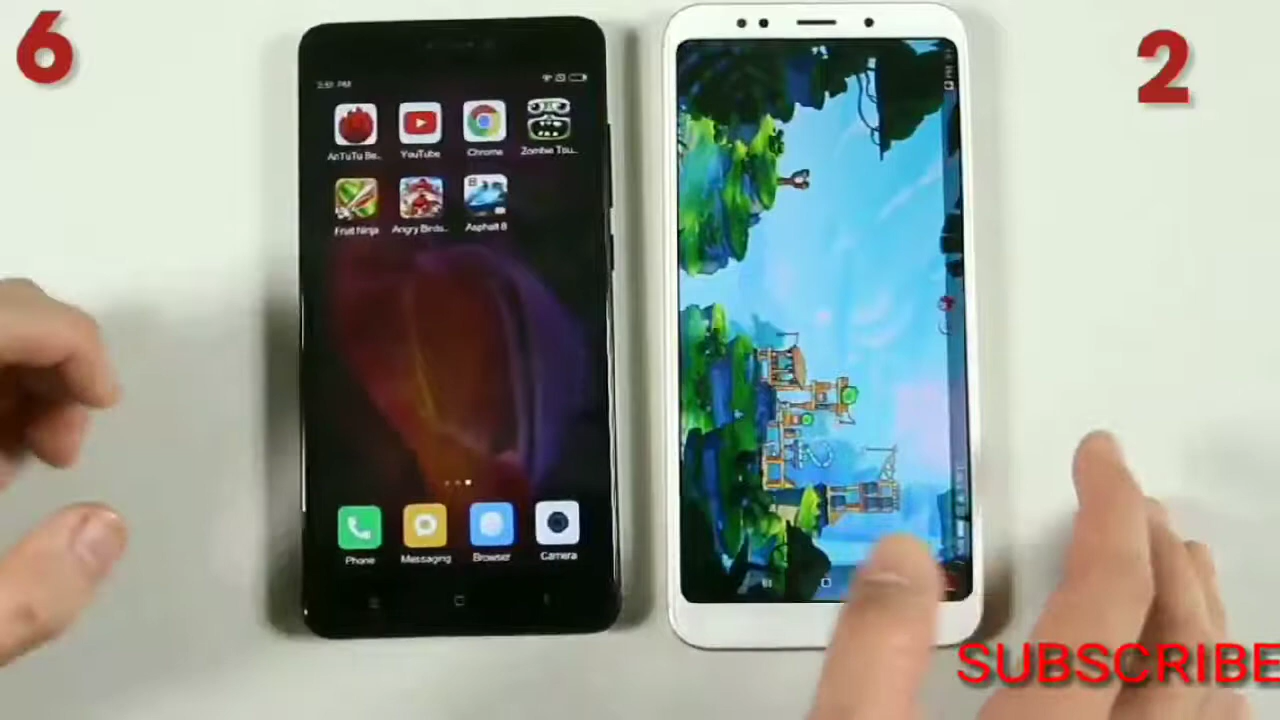 6
2
2:51 PM
AnTuTu Be..
YouTube
Chrome
Zombie Tsu..
Fruit Ninja
Angry Birds..
Asphalt 8
Phone
Messaging
Browser
Camera
SUBSCRIBE